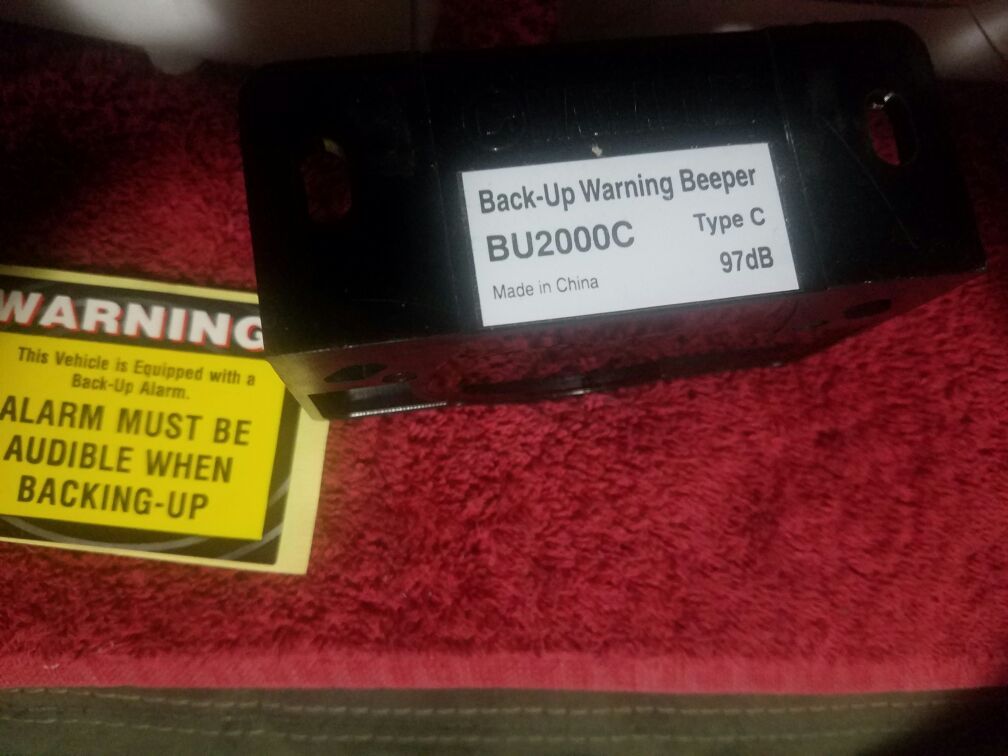 Back-Up Warning Beeper
BU2000C
Type C
97dB
Made in China
WARNING
This Vehicle is Equipped with a
Back-Up Alarm.
ALARM MUST BE
AUDIBLE WHEN
BACKING-UP